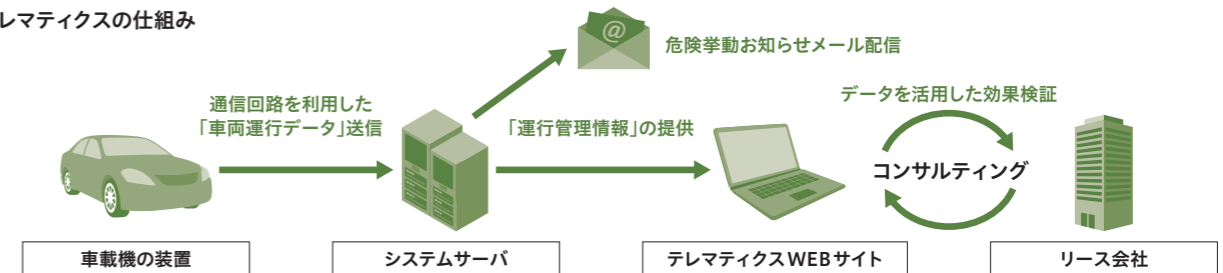 レマティクスの仕組み
@
危険挙動お知らせメール配信
通信回路を利用した
「車両運行データ」送信
「運行管理情報」の提供
データを活用した効果検証
コンサルティング
車載機の装置
システムサーバ
テレマティクスWEBサイト
リース会社